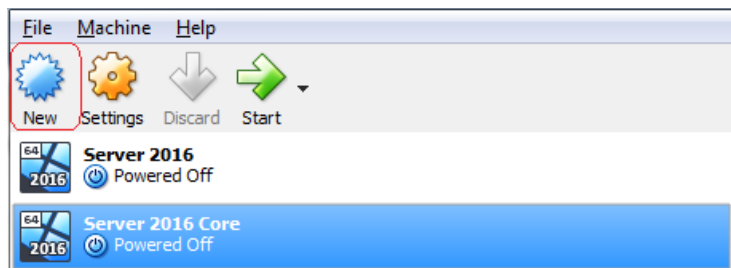 File Machine Help
New Settings Discard Start
64
2016
Server 2016
Powered Off
64
2016
Server 2016 Core
Powered Off